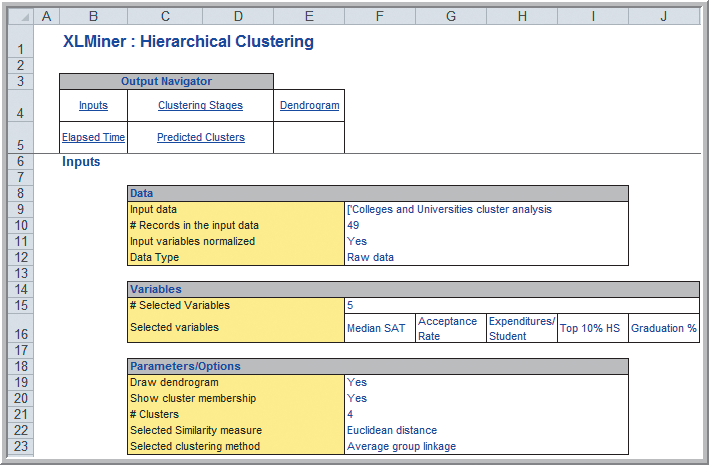 A B C D E F G H I J
1 XLMiner : Hierarchical Clustering
2
3 Output Navigator
4 Inputs Clustering Stages Dendrogram
5 Elapsed Time Predicted Clusters
6 Inputs
7
8 Data
9 Input data ['Colleges and Universities cluster analysis
10 # Records in the input data 49
11 Input variables normalized Yes
12 Data Type Raw data
13
14 Variables
15 # Selected Variables 5
16 Selected variables Median SAT Acceptance Rate Expenditures/ Student Top 10% HS Graduation %
17
18 Parameters/Options
19 Draw dendrogram Yes
20 Show cluster membership Yes
21 # Clusters 4
22 Selected Similarity measure Euclidean distance
23 Selected clustering method Average group linkage